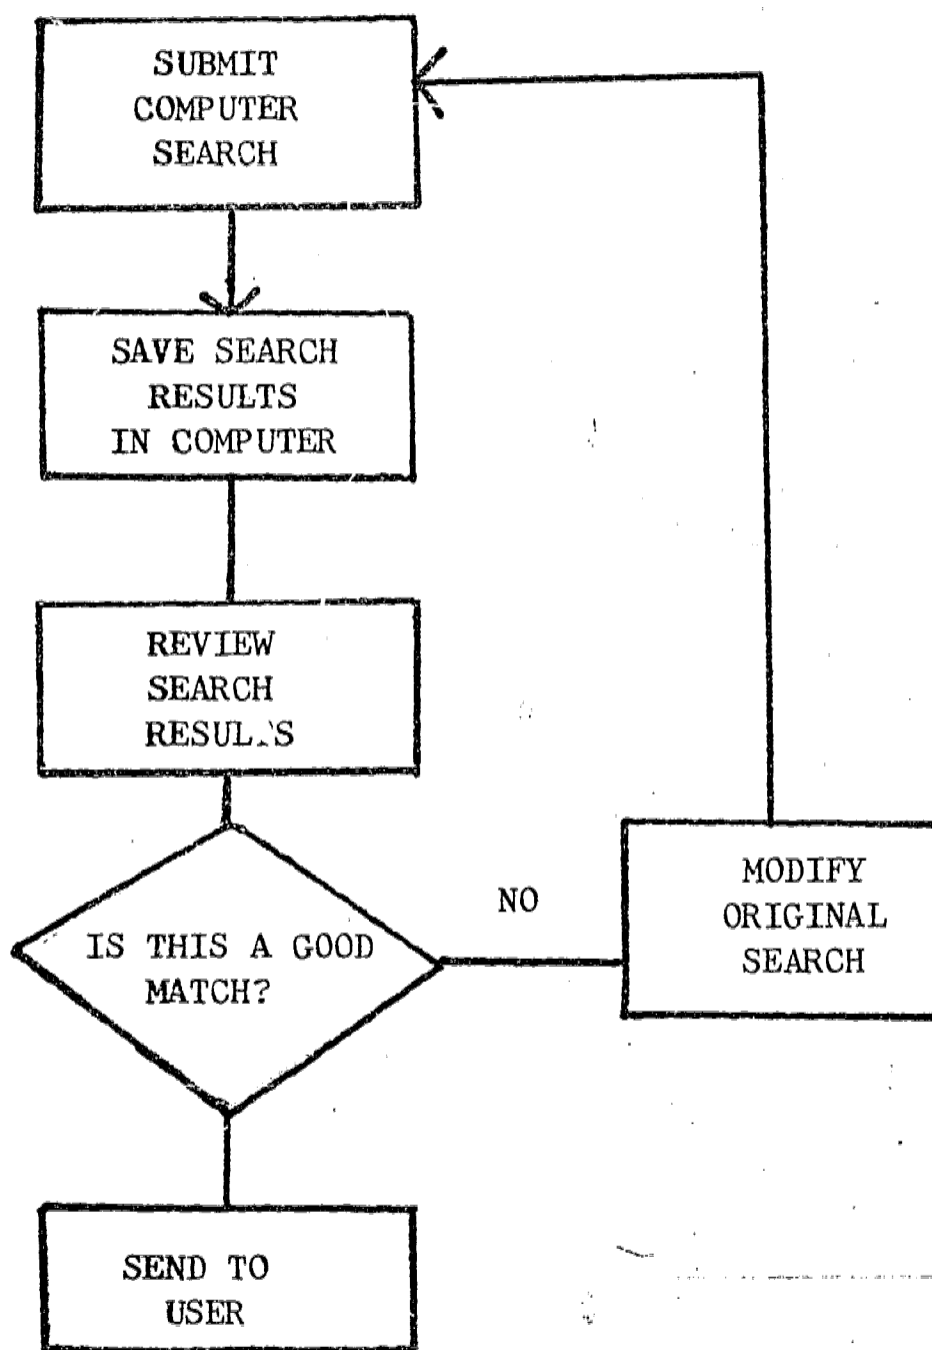 SUBMIT
COMPUTER
SEARCH
SAVE SEARCH
RESULTS
IN COMPUTER
REVIEW
SEARCH
RESULTS
IS THIS A GOOD
MATCH?
NO
MODIFY
ORIGINAL
SEARCH
SEND TO
USER